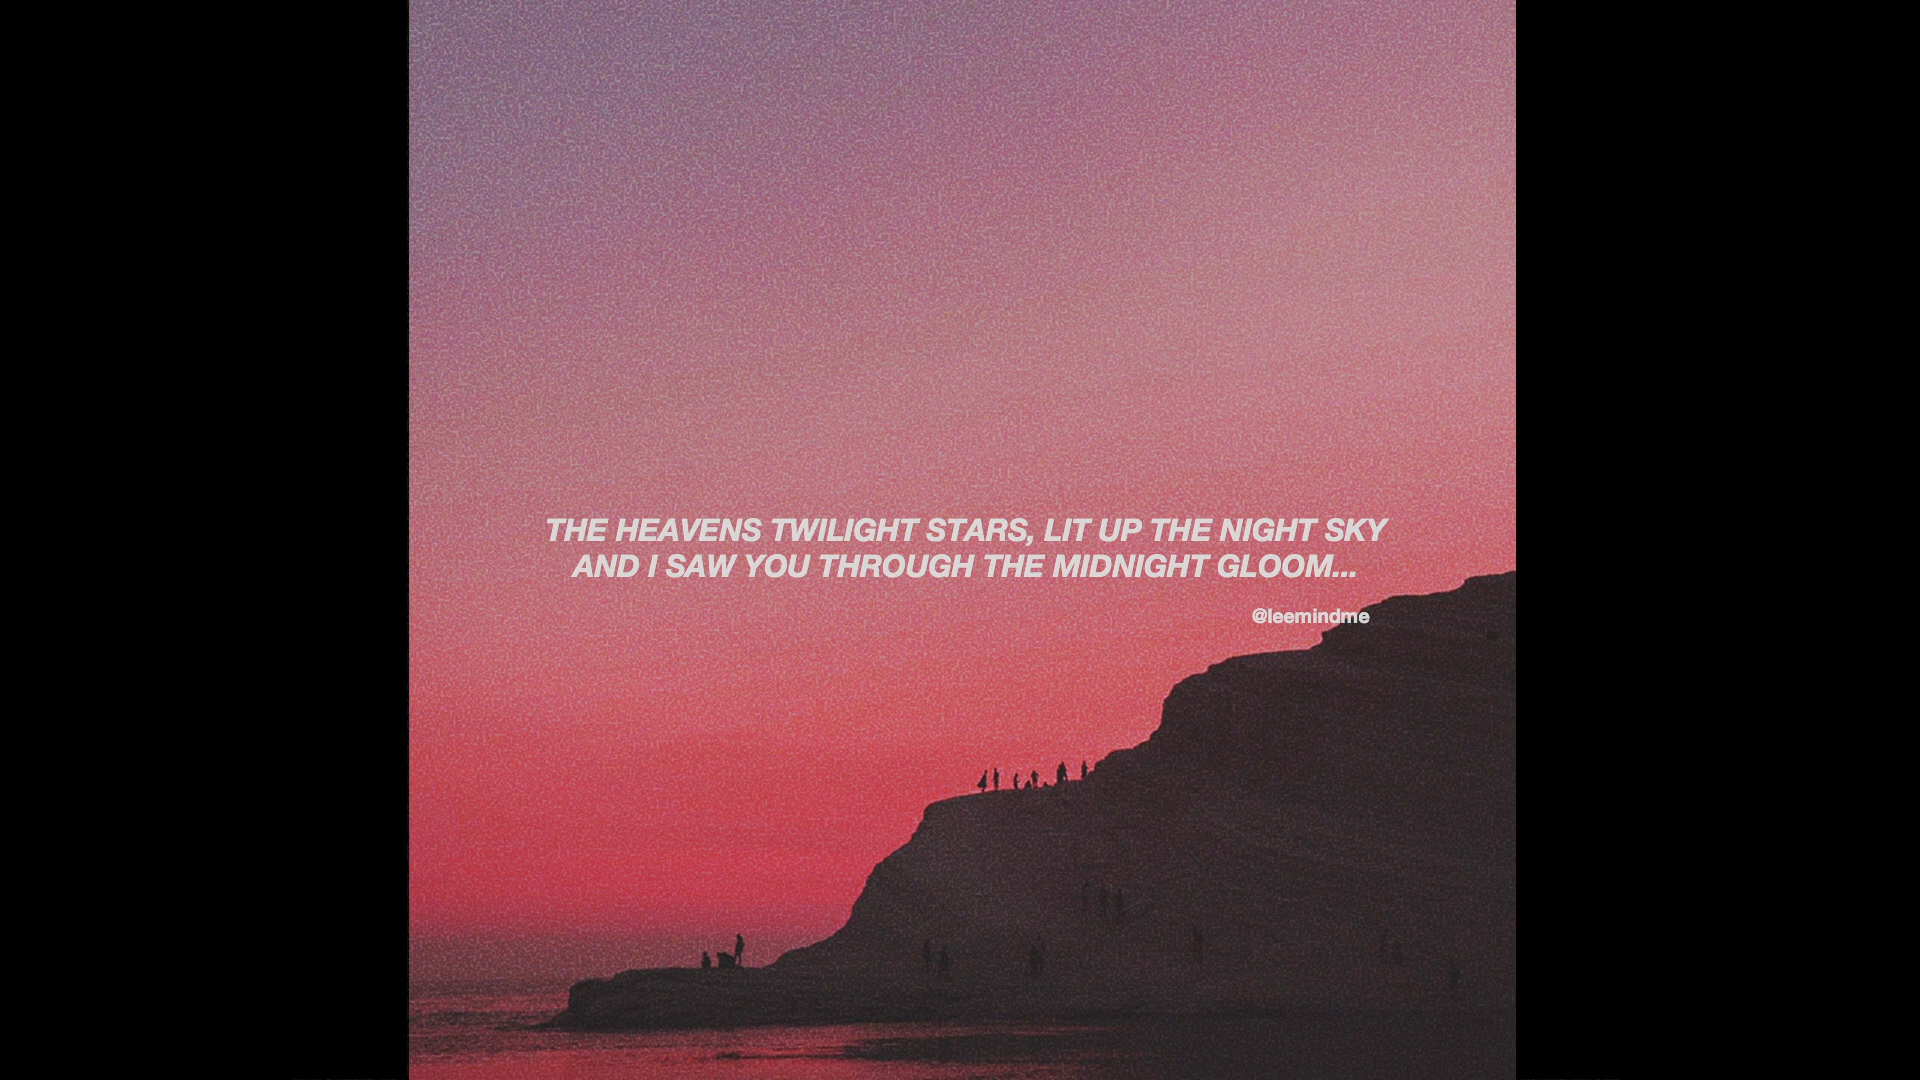 THE HEAVENS TWILIGHT STARS, LIT UP THE NIGHT SKY
AND I SAW YOU THROUGH THE MIDNIGHT GLOOM...
@leemindme